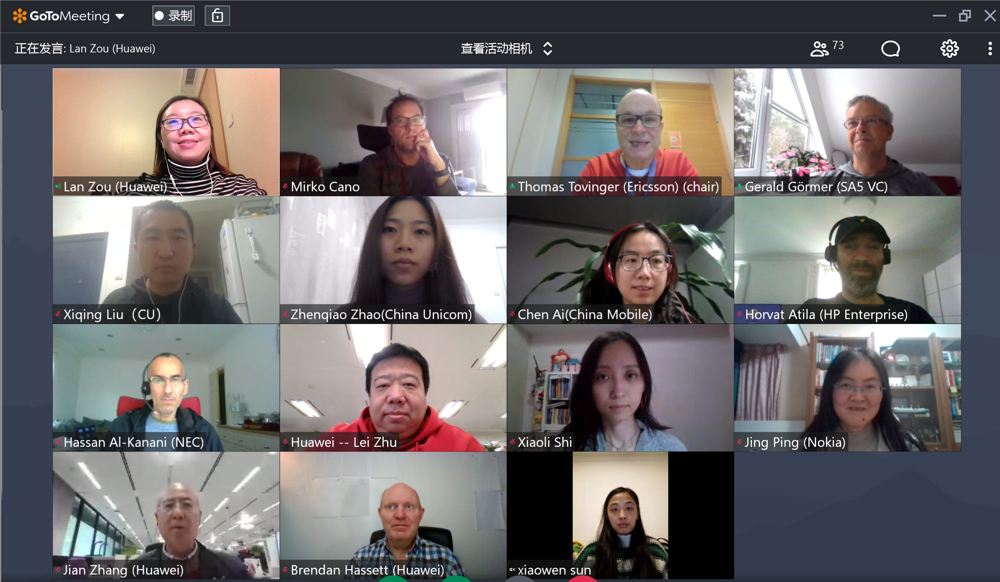 GoToMeeting
录制
正在发言: Lan Zou (Huawei)
查看活动相机
73
Lan Zou (Huawei)
Mirko Cano
Thomas Tovinger (Ericsson) (chair)
Gerald Görmer (SA5 VC)
Xiqing Liu（CU）
Zhenqiao Zhao(China Unicom)
Chen Ai(China Mobile)
Horvat Atila (HP Enterprise)
Hassan Al-Kanani (NEC)
Huawei -- Lei Zhu
Xiaoli Shi
Jing Ping (Nokia)
Jian Zhang (Huawei)
Brendan Hassett (Huawei)
xiaowen sun